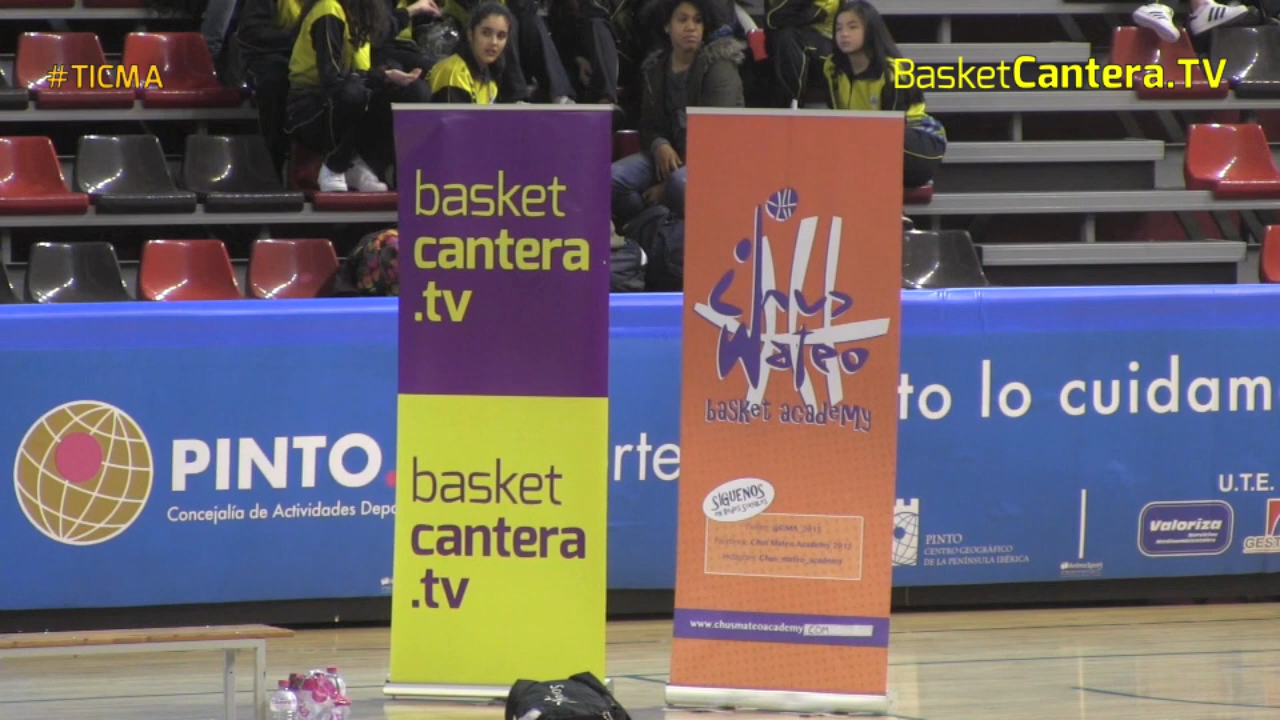 #TICMA
BasketCantera.TV
basket
cantera
.tv
basket
cantera
.tv
chus
Mateo
basket academy
SÍGUENOS
www.chusmateoacademy.com
PINTO.
Concejalía de Actividades Depo
rte
to lo cuidam
PINTO
CENTRO GEOGRÁFICO
DE LA PENÍNSULA IBÉRICA
U.T.E.
Valoriza
GEST